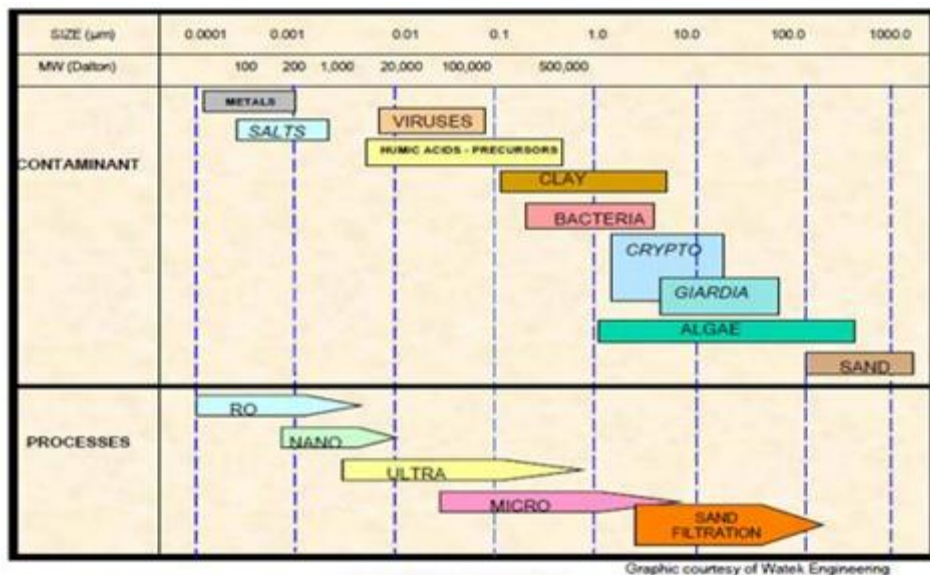 SIZE (µm) 0.0001 0.001 0.01 0.1 1.0 10.0 100.0 1000.0
MW (Dalton) 100 200 1,000 20,000 100,000 500,000
METALS
SALTS
VIRUSES
HUMIC ACIDS - PRECURSORS
CONTAMINANT
CLAY
BACTERIA
CRYPTO
GIARDIA
ALGAE
SAND
RO
PROCESSES
NANO
ULTRA
MICRO
SAND
FILTRATION
Graphic courtesy of Watek Engineering